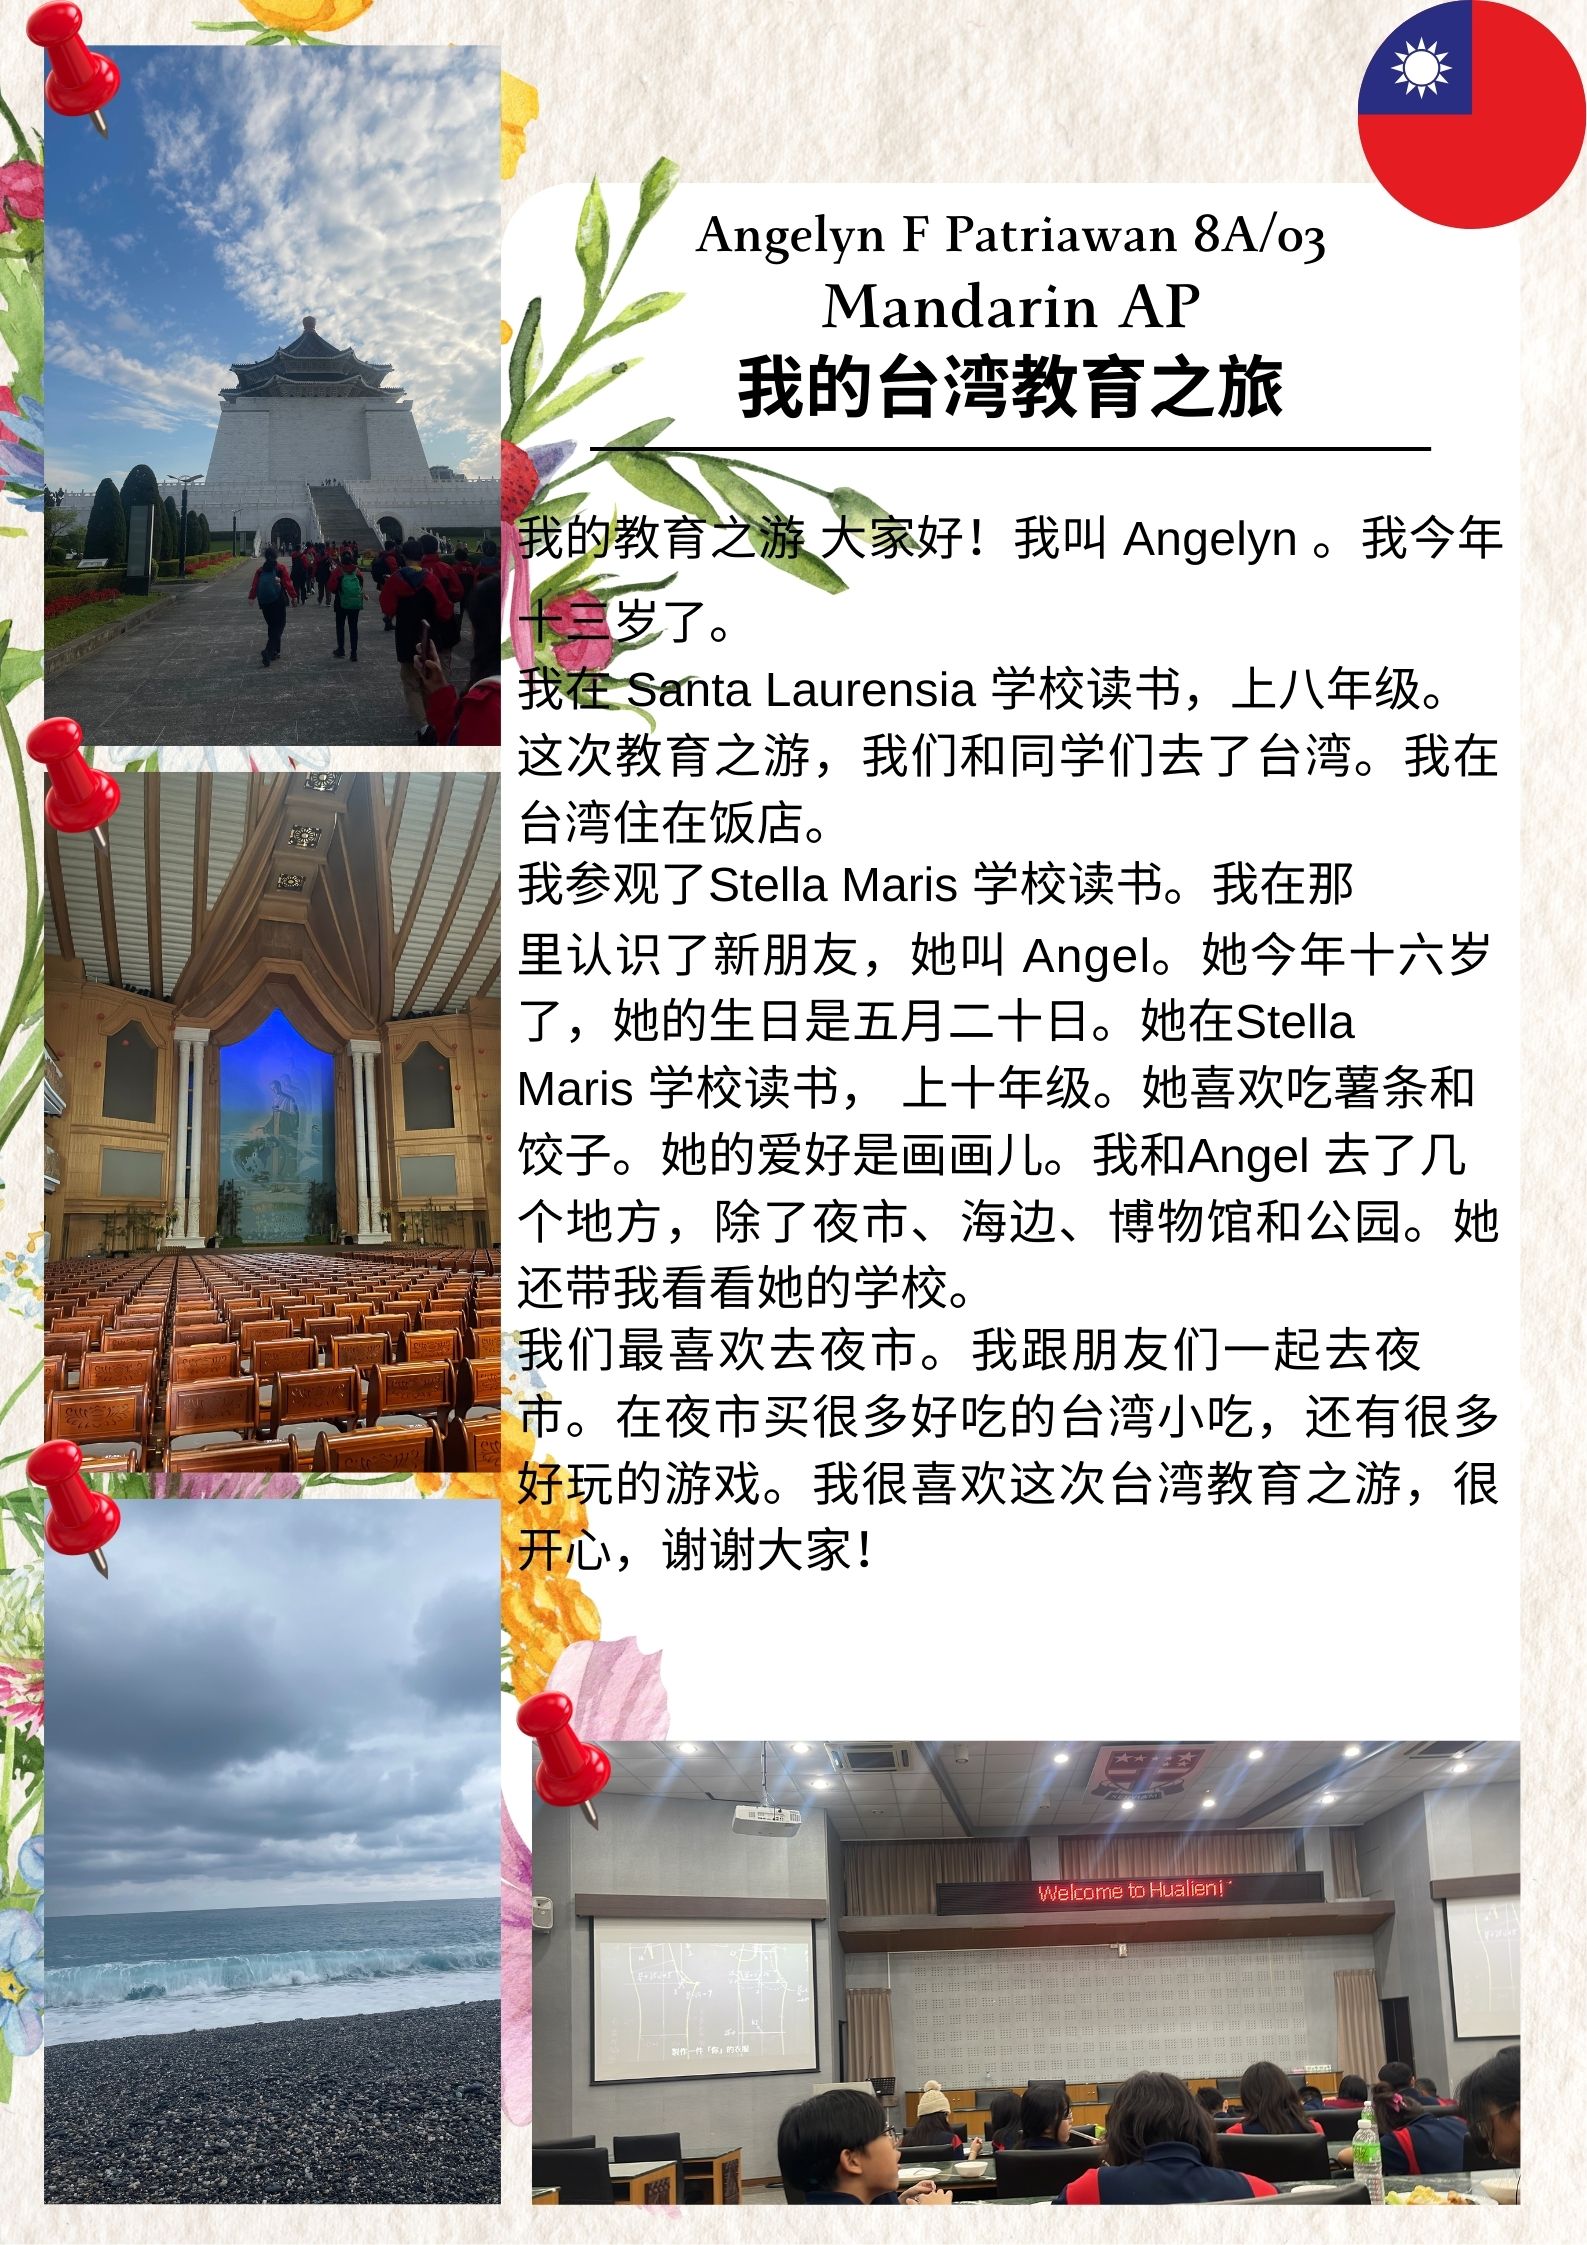 Angelyn F Patriawan 8A/03
Mandarin AP
我的台湾教育之旅
我的教育之游 大家好！我叫 Angelyn 。我今年
十三岁了。
我在 Santa Laurensia 学校读书，上八年级。
这次教育之游，我们和同学们去了台湾。我在
台湾住在饭店。
我参观了Stella Maris 学校读书。我在那
里认识了新朋友，她叫 Angel。她今年十六岁
了，她的生日是五月二十日。她在Stella
Maris 学校读书， 上十年级。她喜欢吃薯条和
饺子。她的爱好是画画儿。我和Angel 去了几
个地方，除了夜市、海边、博物馆和公园。她
还带我看看她的学校。
我们最喜欢去夜市。我跟朋友们一起去夜
市。在夜市买很多好吃的台湾小吃，还有很多
好玩的游戏。我很喜欢这次台湾教育之游，很
开心，谢谢大家！
Welcome to Hualien!
製作一件「你」的衣服